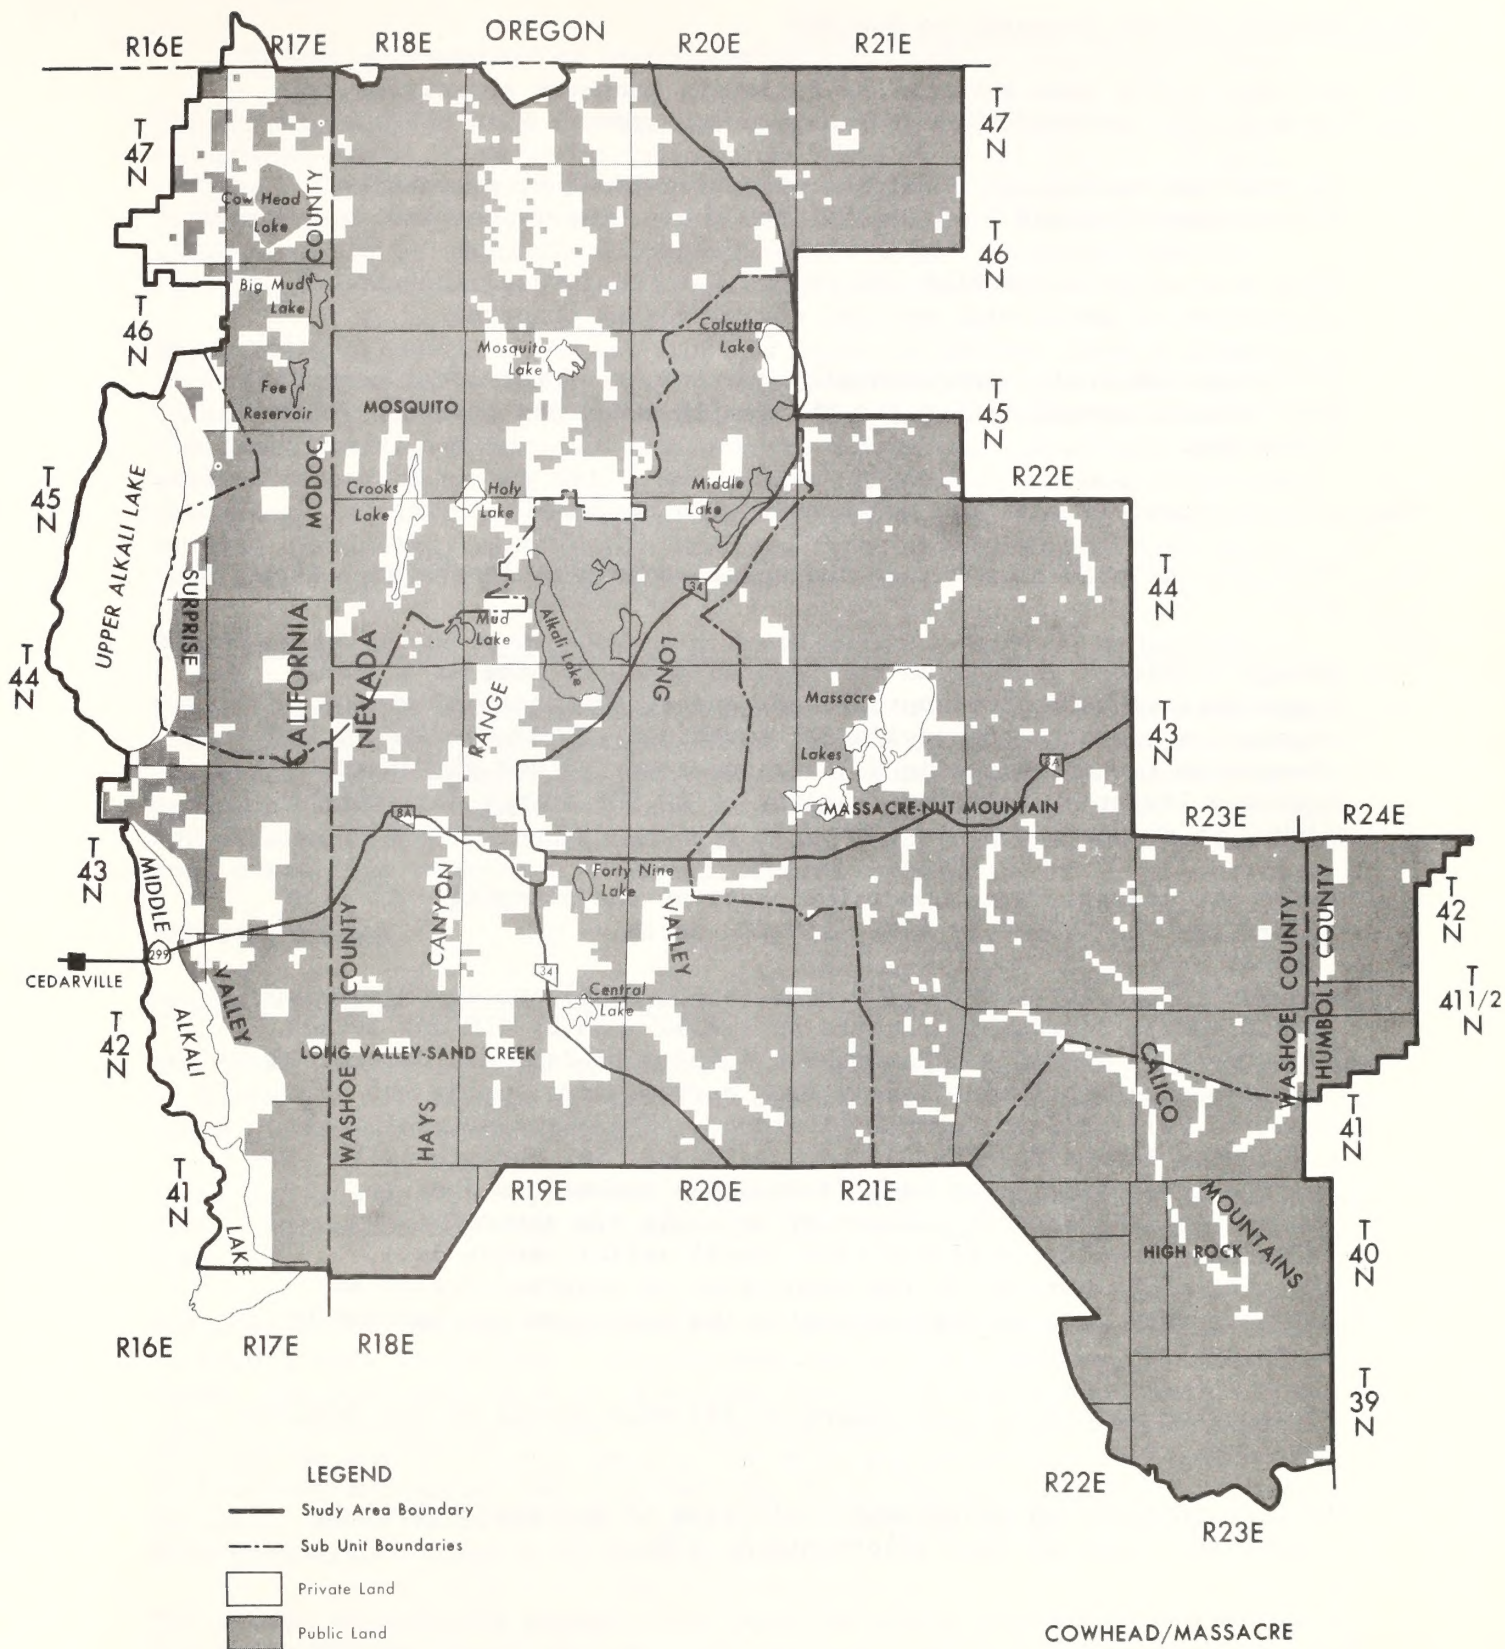 OREGON
R16E
R17E
R18E
R20E
R21E
T
47
N
T
47
N
Cow Head
Lake
COUNTY
T
46
N
Big Mud
Lake
T
46
N
Calcutta
Lake
Mosquito
Lake
Fee
Reservoir
MOSQUITO
T
45
N
MODOC
R22E
T
45
N
UPPER ALKALI LAKE
Crooks
Lake
Holy
Lake
Middle
Lake
SURPRISE
34
T
44
N
CALIFORNIA
NEVADA
Mud
Lake
Alkali Lake
LONG
T
44
N
RANGE
Massacre
Lakes
T
43
N
8A
8A
MASSACRE-NUT MOUNTAIN
R23E
R24E
T
43
N
MIDDLE
Forty Nine
Lake
COUNTY
CANYON
VALLEY
WASHOE COUNTY
HUMBOLT COUNTY
T
42
N
299
CEDARVILLE
VALLEY
34
Central
Lake
T
41 1/2
N
T
42
N
ALKALI
LONG VALLEY-SAND CREEK
CALICO
WASHOE
HAYS
T
41
N
T
41
N
R19E
R20E
R21E
MOUNTAINS
LAKE
HIGH ROCK
T
40
N
R16E
R17E
R18E
T
39
N
LEGEND
Study Area Boundary
Sub Unit Boundaries
Private Land
Public Land
R22E
R23E
COWHEAD/MASSACRE